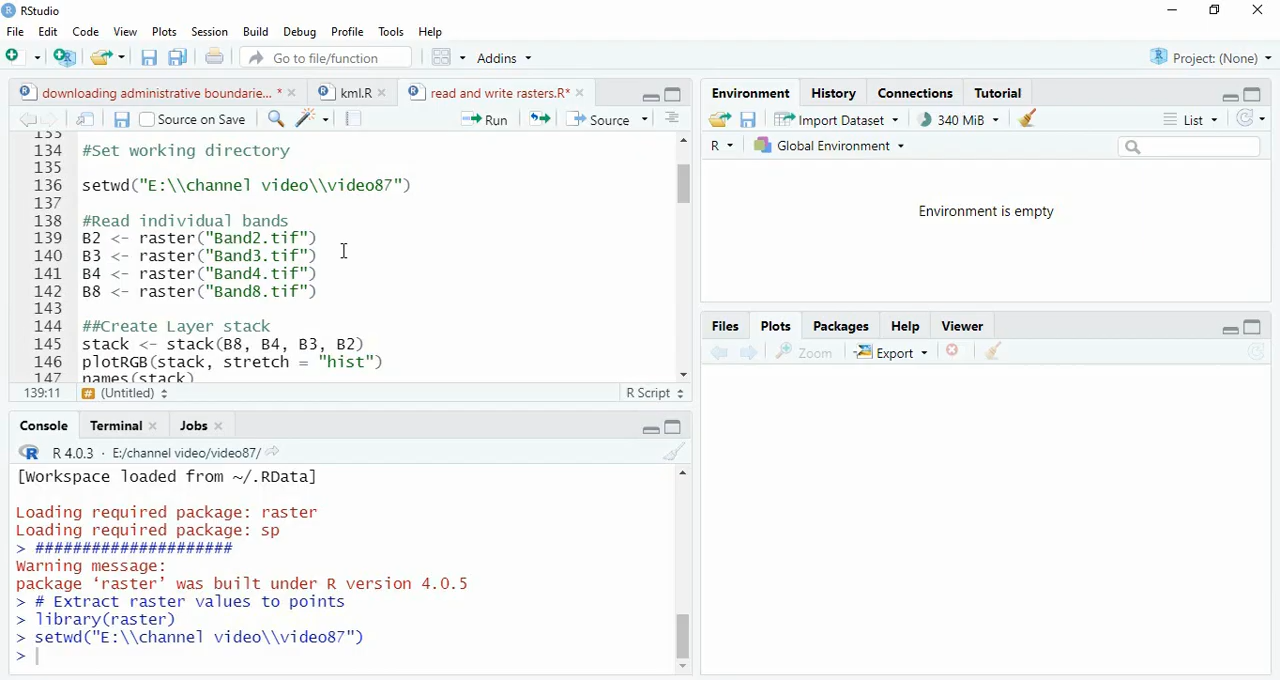 RStudio
File Edit Code View Plots Session Build Debug Profile Tools Help
Go to file/function Addins Project: (None)
downloading administrative boundarie... * kml.R read and write rasters.R*
Source on Save Run Source
133
134 #Set working directory
135
136 setwd("E:\\channel video\\video87")
137
138 #Read individual bands
139 B2 <- raster("Band2.tif")
140 B3 <- raster("Band3.tif")
141 B4 <- raster("Band4.tif")
142 B8 <- raster("Band8.tif")
143
144 ##Create Layer stack
145 stack <- stack(B8, B4, B3, B2)
146 plotRGB(stack, stretch = "hist")
147 names(stack)
139:11 (Untitled) R Script
Console Terminal Jobs
R 4.0.3 · E:/channel video/video87/
[Workspace loaded from ~/.RData]
Loading required package: raster
Loading required package: sp
> #####################
Warning message:
package ‘raster’ was built under R version 4.0.5
> # Extract raster values to points
> library(raster)
> setwd("E:\\channel video\\video87")
>
Environment History Connections Tutorial
Import Dataset 340 MiB List
R Global Environment
Environment is empty
Files Plots Packages Help Viewer
Zoom Export